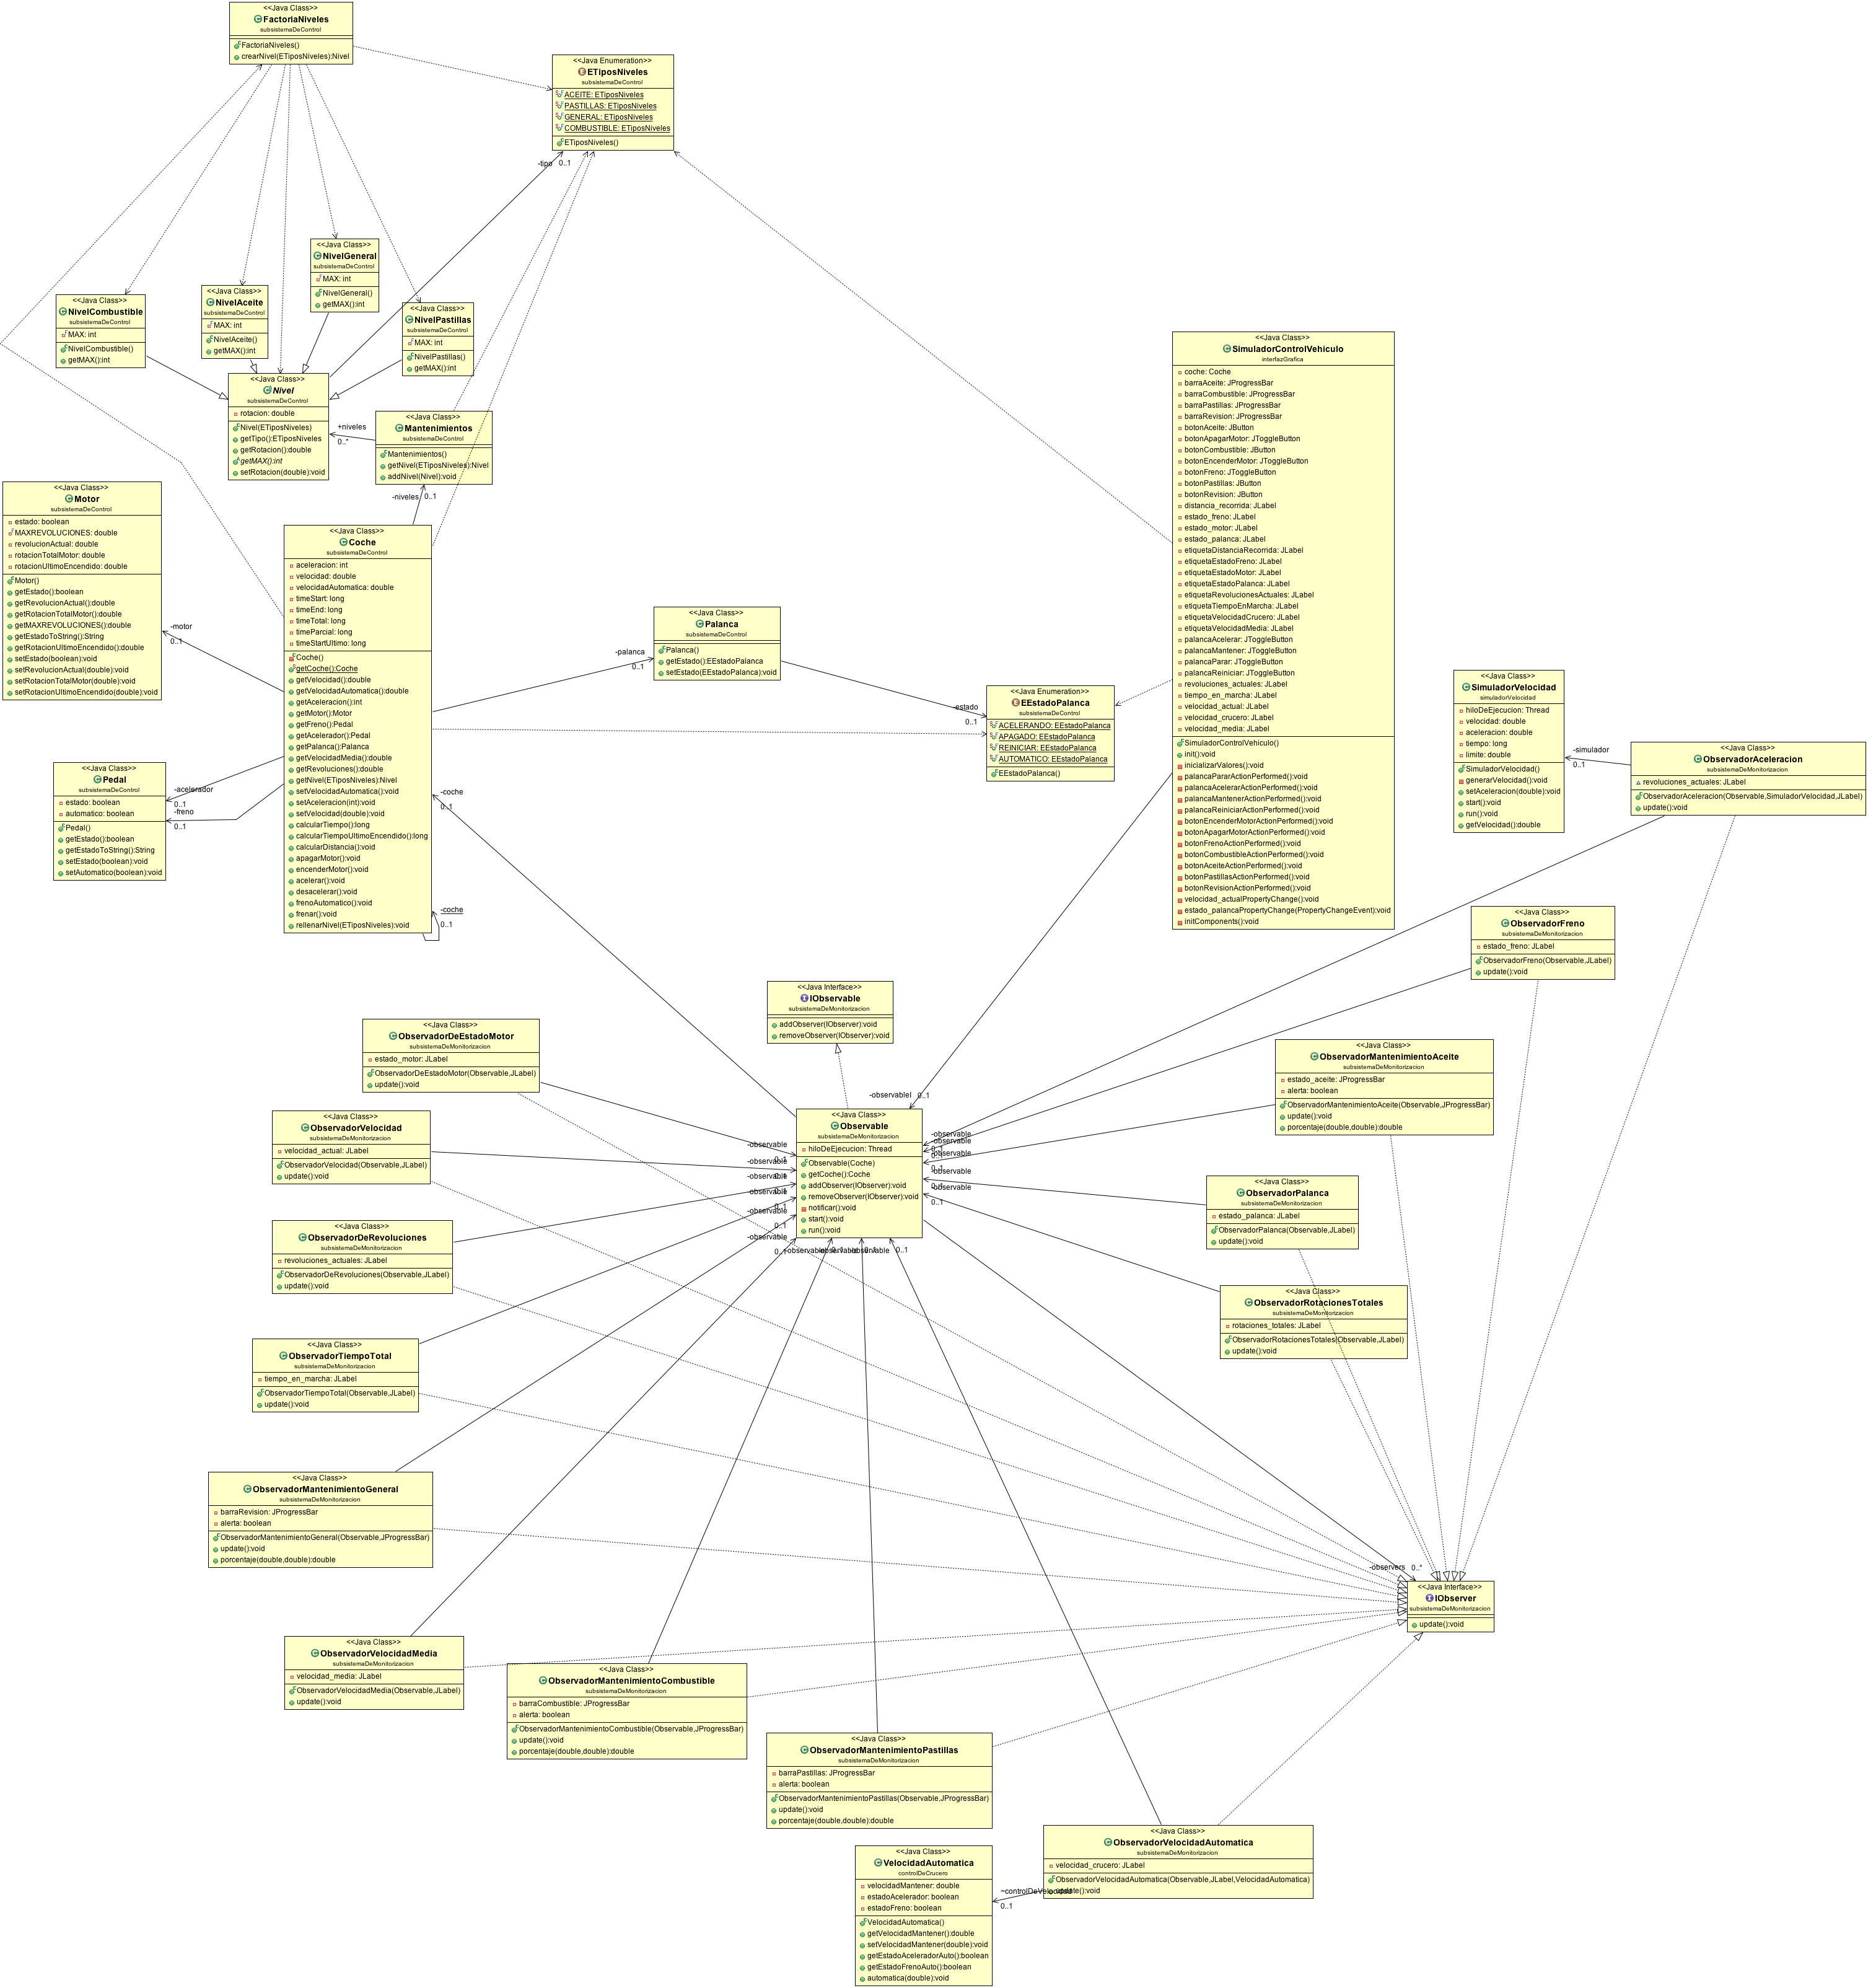 <<Java Class>>
FactoriaNiveles
subsistemaDeControl
FactoriaNiveles()
crearNivel(ETiposNiveles):Nivel
<<Java Enumeration>>
ETiposNiveles
subsistemaDeControl
ACEITE: ETiposNiveles
PASTILLAS: ETiposNiveles
GENERAL: ETiposNiveles
COMBUSTIBLE: ETiposNiveles
ETiposNiveles()
-tipo
0..1
<<Java Class>>
NivelGeneral
subsistemaDeControl
MAX: int
NivelGeneral()
getMAX():int
<<Java Class>>
NivelAceite
subsistemaDeControl
MAX: int
NivelAceite()
getMAX():int
<<Java Class>>
NivelCombustible
subsistemaDeControl
MAX: int
NivelCombustible()
getMAX():int
<<Java Class>>
NivelPastillas
subsistemaDeControl
MAX: int
NivelPastillas()
getMAX():int
<<Java Class>>
Nivel
subsistemaDeControl
rotacion: double
Nivel(ETiposNiveles)
getTipo():ETiposNiveles
getRotacion():double
getMAX():int
setRotacion(double):void
+niveles
0..*
<<Java Class>>
Mantenimientos
subsistemaDeControl
Mantenimientos()
getNivel(ETiposNiveles):Nivel
addNivel(Nivel):void
-niveles
0..1
<<Java Class>>
Motor
subsistemaDeControl
estado: boolean
MAXREVOLUCIONES: double
revolucionActual: double
rotacionTotalMotor: double
rotacionUltimoEncendido: double
Motor()
getEstado():boolean
getRevolucionActual():double
getRotacionTotalMotor():double
getMAXREVOLUCIONES():double
getEstadoToString():String
getRotacionUltimoEncendido():double
setEstado(boolean):void
setRevolucionActual(double):void
setRotacionTotalMotor(double):void
setRotacionUltimoEncendido(double):void
-motor
0..1
<<Java Class>>
Coche
subsistemaDeControl
aceleracion: int
velocidad: double
velocidadAutomatica: double
timeStart: long
timeEnd: long
timeTotal: long
timeParcial: long
timeStartUltimo: long
Coche()
getCoche():Coche
getVelocidad():double
getVelocidadAutomatica():double
getAceleracion():int
getMotor():Motor
getFreno():Pedal
getAcelerador():Pedal
getPalanca():Palanca
getVelocidadMedia():double
getRevoluciones():double
getNivel(ETiposNiveles):Nivel
setVelocidadAutomatica():void
setAceleracion(int):void
setVelocidad(double):void
calcularTiempo():long
calcularTiempoUltimoEncendido():long
calcularDistancia():void
apagarMotor():void
encenderMotor():void
acelerar():void
desacelerar():void
frenoAutomatico():void
frenar():void
rellenarNivel(ETiposNiveles):void
-coche
0..1
-coche
0..1
<<Java Class>>
Pedal
subsistemaDeControl
estado: boolean
automatico: boolean
Pedal()
getEstado():boolean
getEstadoToString():String
setEstado(boolean):void
setAutomatico(boolean):void
-acelerador
0..1
-freno
0..1
<<Java Class>>
Palanca
subsistemaDeControl
Palanca()
getEstado():EEstadoPalanca
setEstado(EEstadoPalanca):void
-palanca
0..1
<<Java Enumeration>>
EEstadoPalanca
subsistemaDeControl
ACELERANDO: EEstadoPalanca
APAGADO: EEstadoPalanca
REINICIAR: EEstadoPalanca
AUTOMATICO: EEstadoPalanca
EEstadoPalanca()
-estado
0..1
<<Java Class>>
SimuladorControlVehiculo
interfazGrafica
coche: Coche
barraAceite: JProgressBar
barraCombustible: JProgressBar
barraPastillas: JProgressBar
barraRevision: JProgressBar
botonAceite: JButton
botonApagarMotor: JToggleButton
botonCombustible: JButton
botonEncenderMotor: JToggleButton
botonFreno: JToggleButton
botonPastillas: JButton
botonRevision: JButton
distancia_recorrida: JLabel
estado_freno: JLabel
estado_motor: JLabel
estado_palanca: JLabel
etiquetaDistanciaRecorrida: JLabel
etiquetaEstadoFreno: JLabel
etiquetaEstadoMotor: JLabel
etiquetaEstadoPalanca: JLabel
etiquetaRevolucionesActuales: JLabel
etiquetaTiempoEnMarcha: JLabel
etiquetaVelocidadCrucero: JLabel
etiquetaVelocidadMedia: JLabel
palancaAcelerar: JToggleButton
palancaMantener: JToggleButton
palancaParar: JToggleButton
palancaReiniciar: JToggleButton
revoluciones_actuales: JLabel
tiempo_en_marcha: JLabel
velocidad_actual: JLabel
velocidad_crucero: JLabel
velocidad_media: JLabel
SimuladorControlVehiculo()
init():void
inicializarValores():void
palancaPararActionPerformed():void
palancaAcelerarActionPerformed():void
palancaMantenerActionPerformed():void
palancaReiniciarActionPerformed():void
botonEncenderMotorActionPerformed():void
botonApagarMotorActionPerformed():void
botonFrenoActionPerformed():void
botonCombustibleActionPerformed():void
botonAceiteActionPerformed():void
botonPastillasActionPerformed():void
botonRevisionActionPerformed():void
velocidad_actualPropertyChange():void
estado_palancaPropertyChange(PropertyChangeEvent):void
initComponents():void
<<Java Class>>
SimuladorVelocidad
simuladorVelocidad
hiloDeEjecucion: Thread
velocidad: double
aceleracion: double
tiempo: long
limite: double
SimuladorVelocidad()
generarVelocidad():void
setAceleracion(double):void
start():void
run():void
getVelocidad():double
-simulador
0..1
<<Java Class>>
ObservadorAceleracion
subsistemaDeMonitorizacion
revoluciones_actuales: JLabel
ObservadorAceleracion(Observable,SimuladorVelocidad,JLabel)
update():void
<<Java Class>>
ObservadorFreno
subsistemaDeMonitorizacion
estado_freno: JLabel
ObservadorFreno(Observable,JLabel)
update():void
<<Java Interface>>
IObservable
subsistemaDeMonitorizacion
addObserver(IObserver):void
removeObserver(IObserver):void
<<Java Class>>
ObservadorDeEstadoMotor
subsistemaDeMonitorizacion
estado_motor: JLabel
ObservadorDeEstadoMotor(Observable,JLabel)
update():void
<<Java Class>>
ObservadorMantenimientoAceite
subsistemaDeMonitorizacion
estado_aceite: JProgressBar
alerta: boolean
ObservadorMantenimientoAceite(Observable,JProgressBar)
update():void
porcentaje(double,double):double
-observableI
0..1
<<Java Class>>
Observable
subsistemaDeMonitorizacion
hiloDeEjecucion: Thread
Observable(Coche)
getCoche():Coche
addObserver(IObserver):void
removeObserver(IObserver):void
notificar():void
start():void
run():void
-observable
-observable
-observable
0..1
-observable
0..1
-observable
0..1
<<Java Class>>
ObservadorVelocidad
subsistemaDeMonitorizacion
velocidad_actual: JLabel
ObservadorVelocidad(Observable,JLabel)
update():void
-observable
0..1
-observable
0..1
-observable
0..1
-observable
0..1
-observable
0..1
-observable
0..1
<<Java Class>>
ObservadorPalanca
subsistemaDeMonitorizacion
estado_palanca: JLabel
ObservadorPalanca(Observable,JLabel)
update():void
<<Java Class>>
ObservadorDeRevoluciones
subsistemaDeMonitorizacion
revoluciones_actuales: JLabel
ObservadorDeRevoluciones(Observable,JLabel)
update():void
<<Java Class>>
ObservadorRotacionesTotales
subsistemaDeMonitorizacion
rotaciones_totales: JLabel
ObservadorRotacionesTotales(Observable,JLabel)
update():void
<<Java Class>>
ObservadorTiempoTotal
subsistemaDeMonitorizacion
tiempo_en_marcha: JLabel
ObservadorTiempoTotal(Observable,JLabel)
update():void
<<Java Class>>
ObservadorMantenimientoGeneral
subsistemaDeMonitorizacion
barraRevision: JProgressBar
alerta: boolean
ObservadorMantenimientoGeneral(Observable,JProgressBar)
update():void
porcentaje(double,double):double
-observers
0..*
<<Java Interface>>
IObserver
subsistemaDeMonitorizacion
update():void
<<Java Class>>
ObservadorVelocidadMedia
subsistemaDeMonitorizacion
velocidad_media: JLabel
ObservadorVelocidadMedia(Observable,JLabel)
update():void
<<Java Class>>
ObservadorMantenimientoCombustible
subsistemaDeMonitorizacion
barraCombustible: JProgressBar
alerta: boolean
ObservadorMantenimientoCombustible(Observable,JProgressBar)
update():void
porcentaje(double,double):double
<<Java Class>>
ObservadorMantenimientoPastillas
subsistemaDeMonitorizacion
barraPastillas: JProgressBar
alerta: boolean
ObservadorMantenimientoPastillas(Observable,JProgressBar)
update():void
porcentaje(double,double):double
<<Java Class>>
ObservadorVelocidadAutomatica
subsistemaDeMonitorizacion
velocidad_crucero: JLabel
ObservadorVelocidadAutomatica(Observable,JLabel,VelocidadAutomatica)
update():void
~controlDeVelocidad
0..1
<<Java Class>>
VelocidadAutomatica
controlDeCrucero
velocidadMantener: double
estadoAcelerador: boolean
estadoFreno: boolean
VelocidadAutomatica()
getVelocidadMantener():double
setVelocidadMantener(double):void
getEstadoAceleradorAuto():boolean
getEstadoFrenoAuto():boolean
automatica(double):void